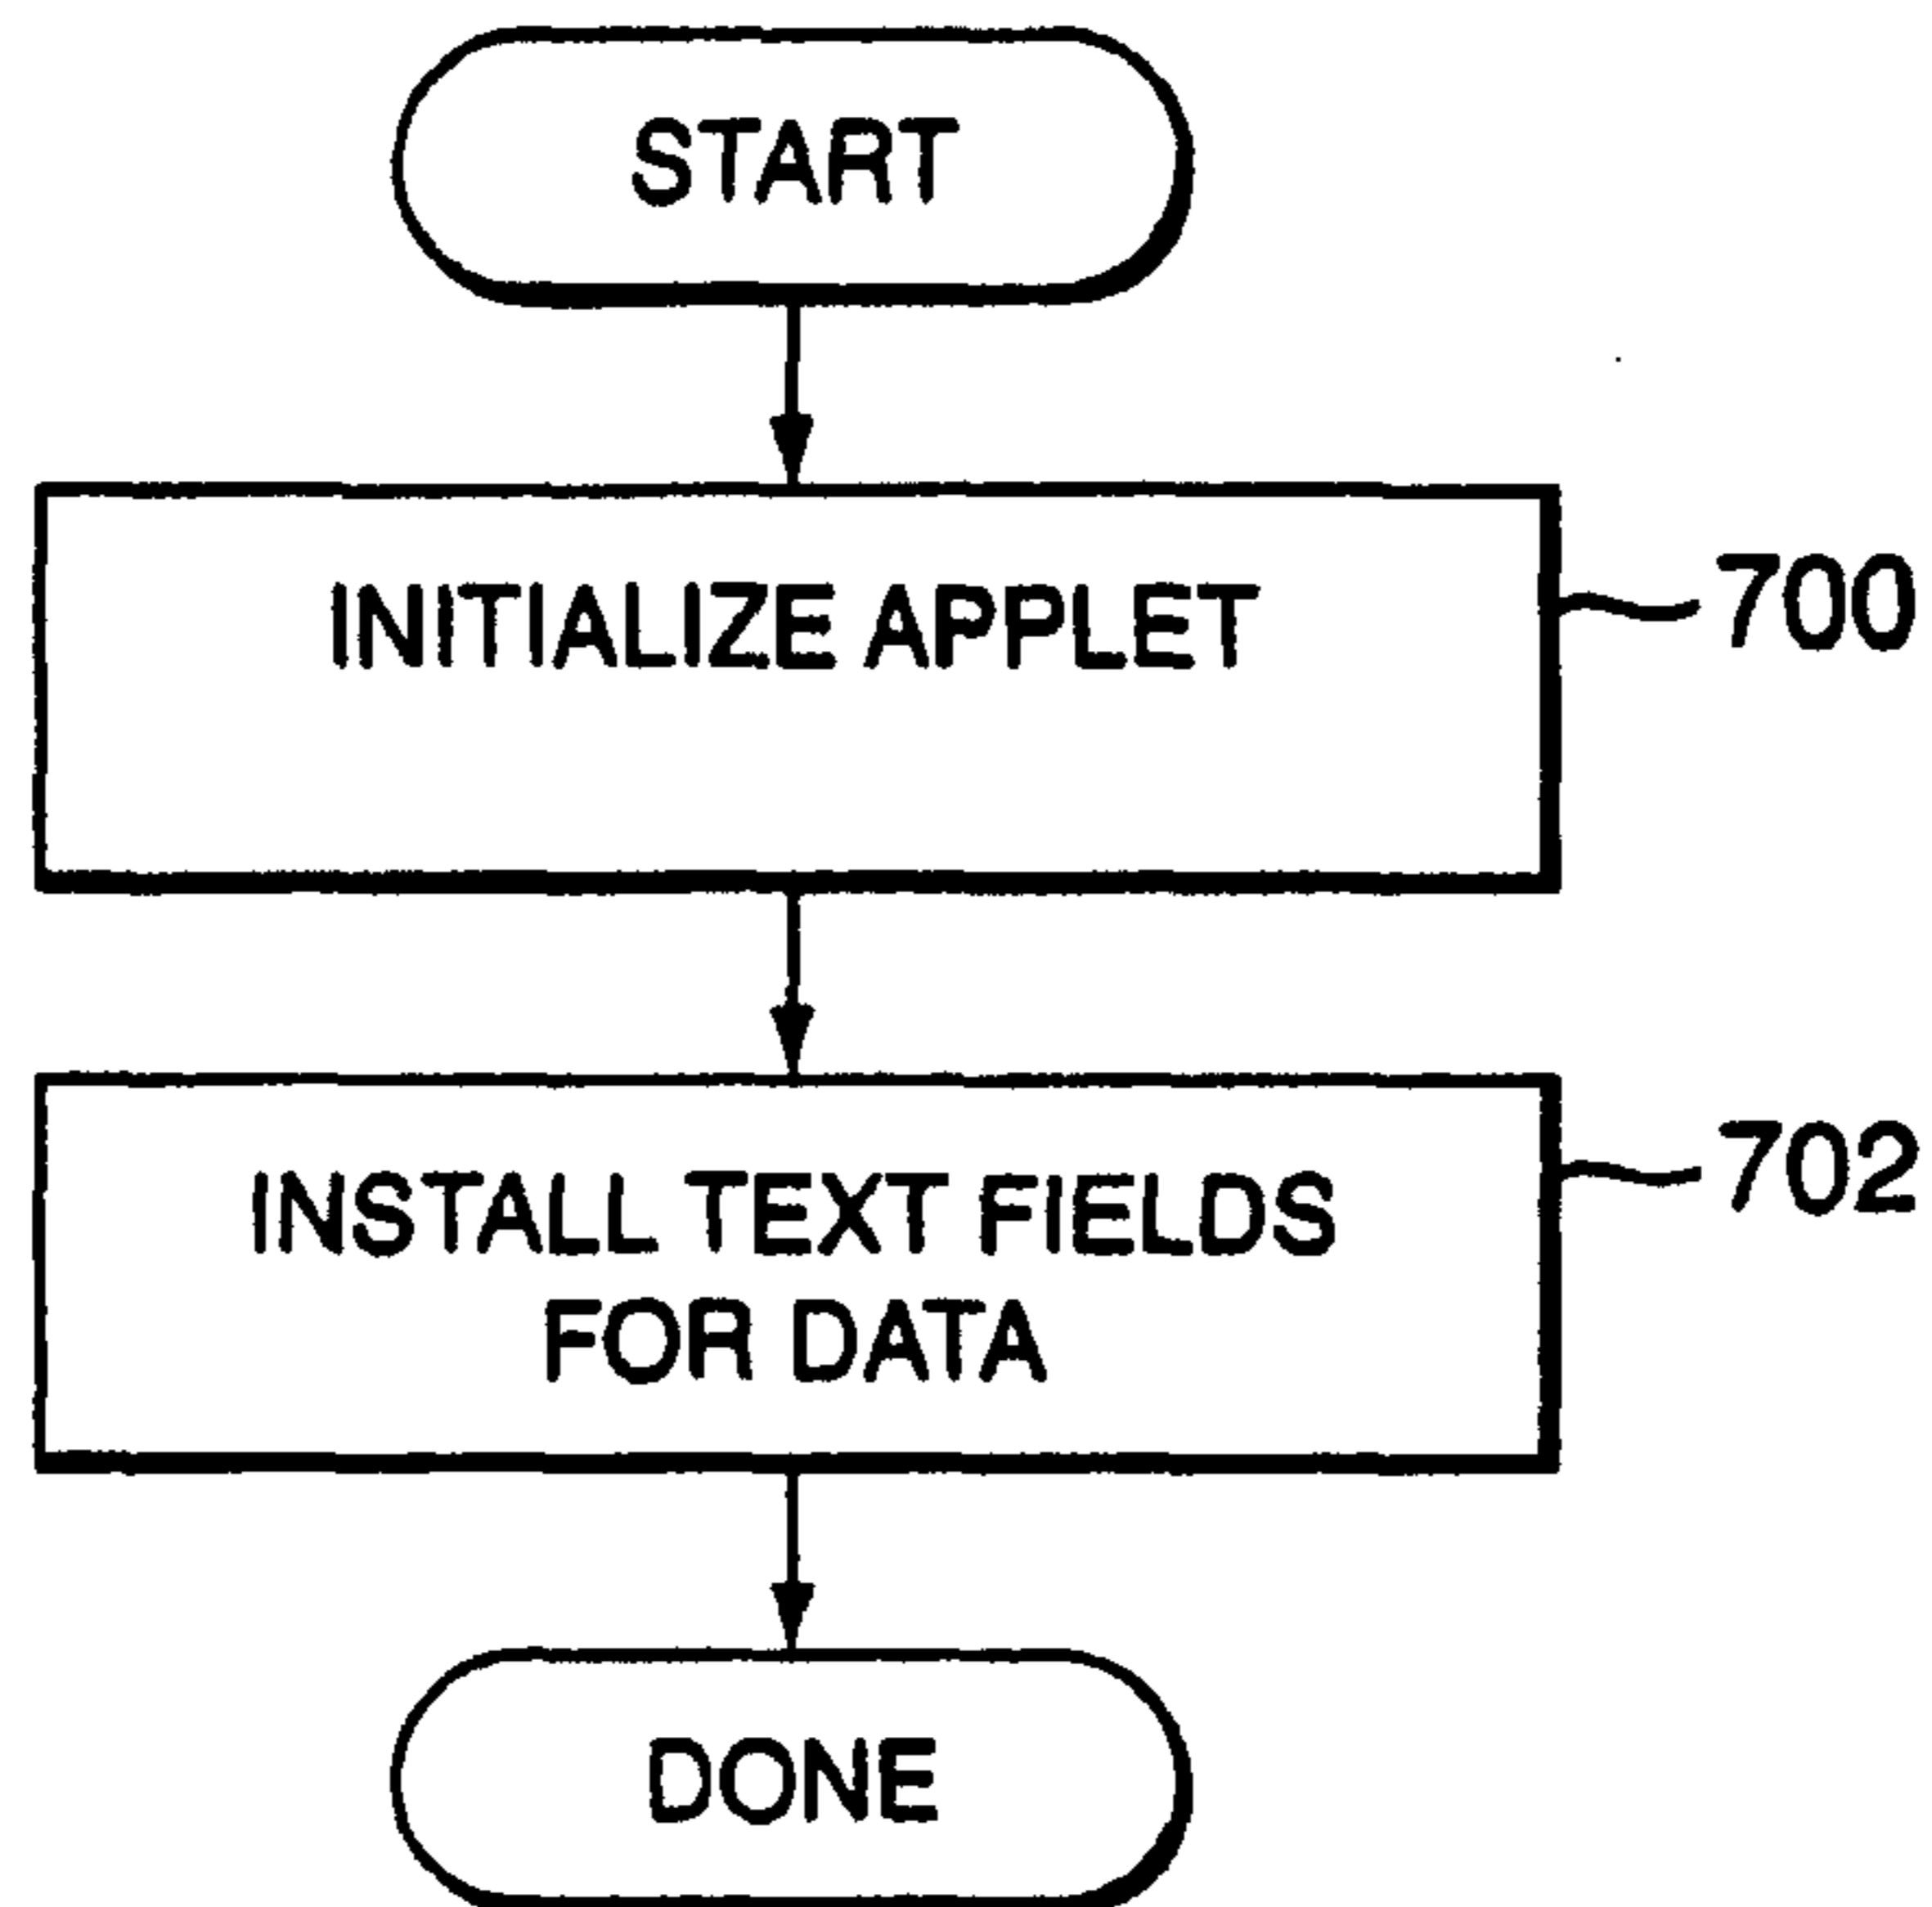 START
INITIALIZE APPLET
700
INSTALL TEXT FIELDS
702
FOR DATA
DONE